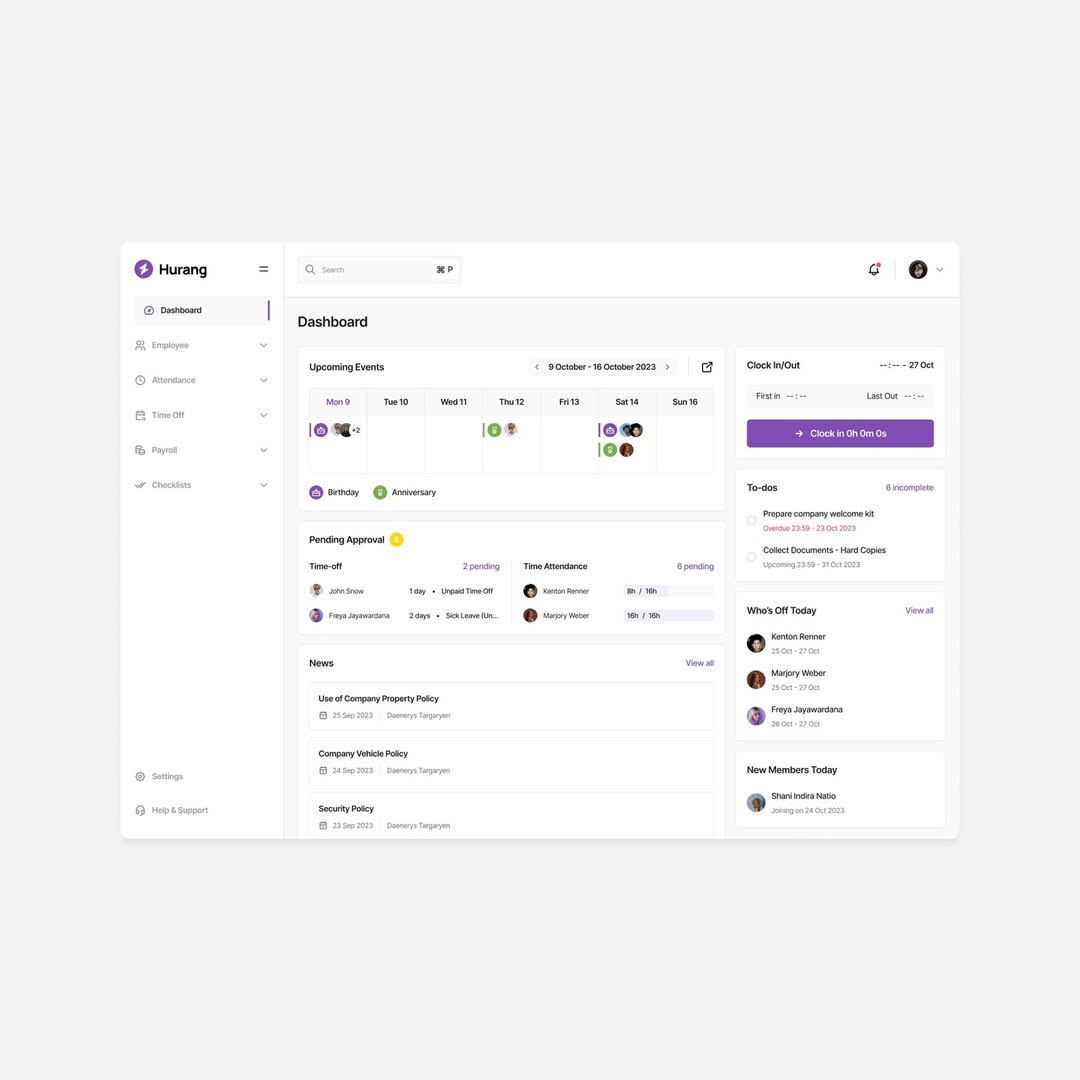 Hurang
Search
⌘ P
Dashboard
Employee
Attendance
Time Off
Payroll
Checklists
Settings
Help & Support
Dashboard
Upcoming Events
9 October - 16 October 2023
Mon 9 Tue 10 Wed 11 Thu 12 Fri 13 Sat 14 Sun 16
+2
Birthday Anniversary
Pending Approval
Time-off 2 pending
John Snow 1 day • Unpaid Time Off
Freya Jayawardana 2 days • Sick Leave (Un...
Time Attendance 6 pending
Kenton Renner 8h / 16h
Marjory Weber 16h / 16h
News View all
Use of Company Property Policy
25 Sep 2023 Daenerys Targaryen
Company Vehicle Policy
24 Sep 2023 Daenerys Targaryen
Security Policy
23 Sep 2023 Daenerys Targaryen
Clock In/Out --:-- - 27 Oct
First in --:-- Last Out --:--
Clock in 0h 0m 0s
To-dos 6 incomplete
Prepare company welcome kit
Overdue 23:59 - 23 Oct 2023
Collect Documents - Hard Copies
Upcoming 23:59 - 31 Oct 2023
Who's Off Today View all
Kenton Renner
25 Oct - 27 Oct
Marjory Weber
25 Oct - 27 Oct
Freya Jayawardana
26 Oct - 27 Oct
New Members Today
Shani Indira Natio
Joining on 24 Oct 2023